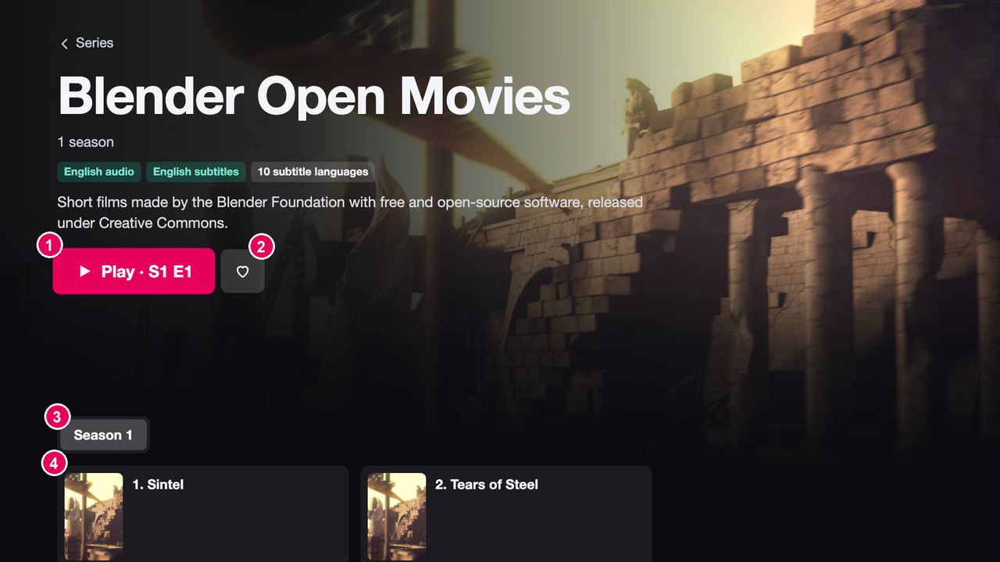 Series
Blender Open Movies
1 season
English audio English subtitles 10 subtitle languages
Short films made by the Blender Foundation with free and open-source software, released
under Creative Commons.
1 2
Play · S1 E1
3
Season 1
4
1. Sintel 2. Tears of Steel